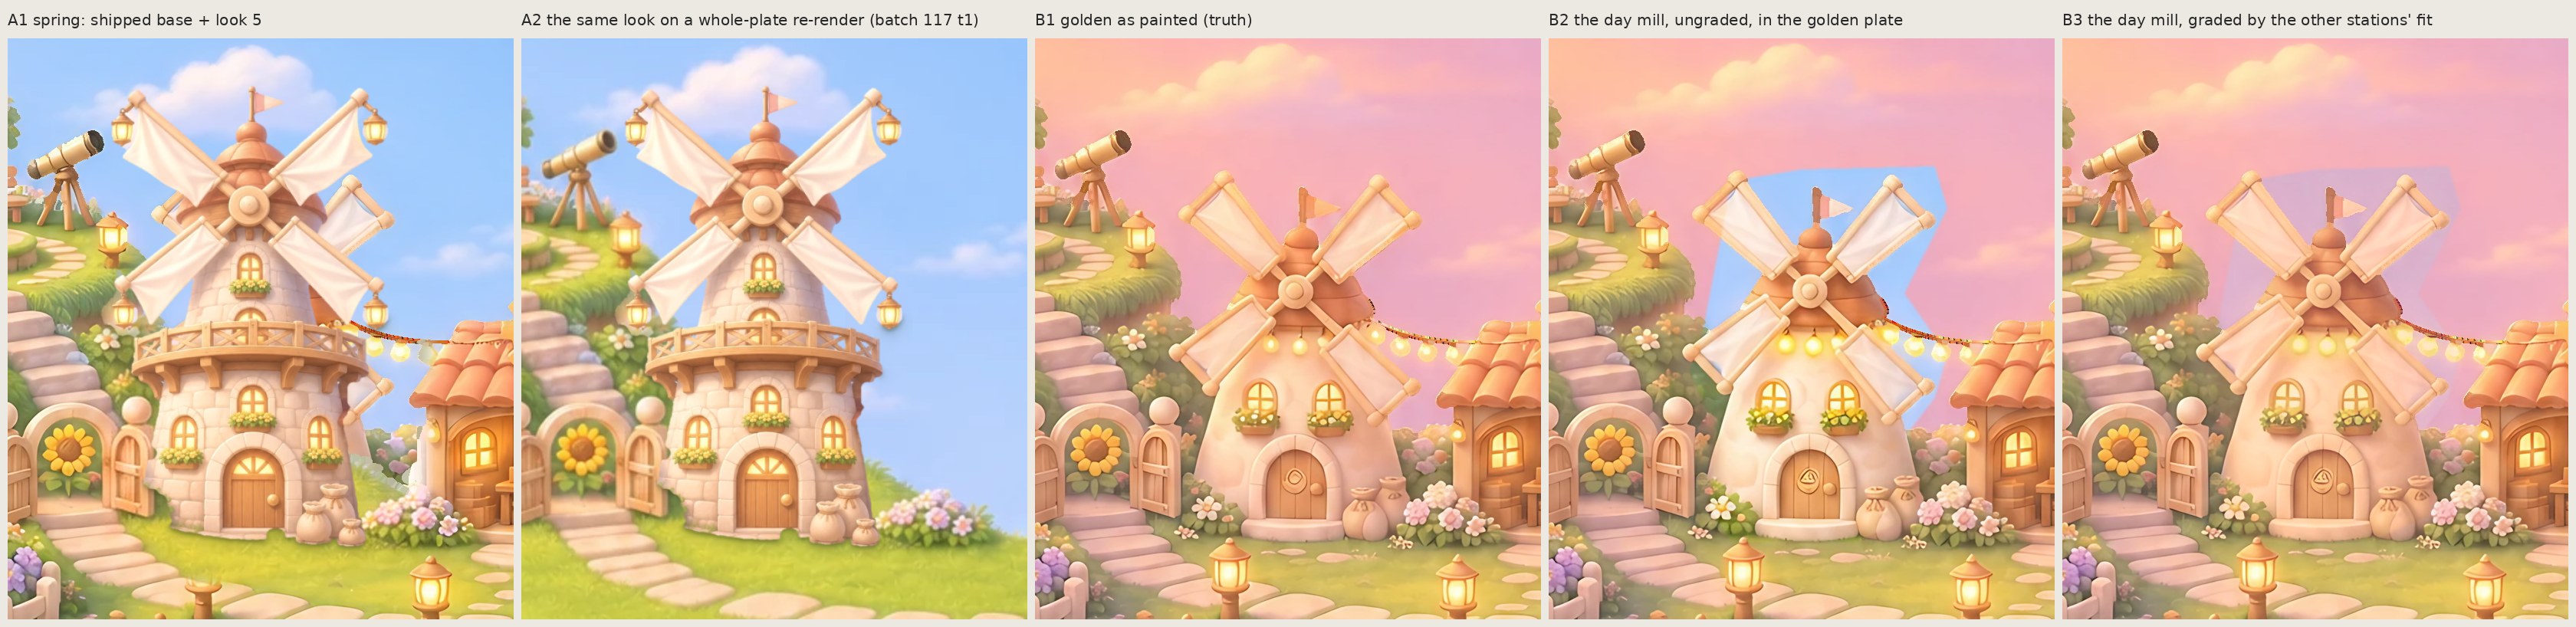 A1 spring: shipped base + look 5
A2 the same look on a whole-plate re-render (batch 117 t1)
B1 golden as painted (truth)
B2 the day mill, ungraded, in the golden plate
B3 the day mill, graded by the other stations' fit